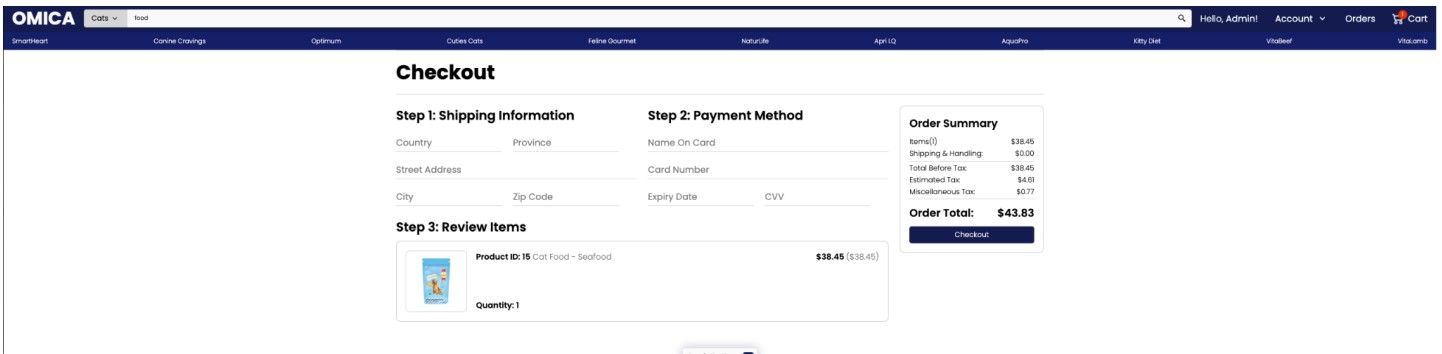 OMICA Cats food Hello, Admin! Account Orders 1 Cart
SmartHeart Canine Cravings Optimum Cuties Cats Feline Gourmet NaturLife Apri I.Q AquaPro Kitty Diet VitaBeef VitaLamb
Checkout
Step 1: Shipping Information
Country Province
Street Address
City Zip Code
Step 2: Payment Method
Name On Card
Card Number
Expiry Date CVV
Step 3: Review Items
Product ID: 15 Cat Food - Seafood $38.45 ($38.45)
Quantity: 1
Order Summary
Items(1) $38.45
Shipping & Handling: $0.00
Total Before Tax: $38.45
Estimated Tax: $4.61
Miscellaneous Tax: $0.77
Order Total: $43.83
Checkout